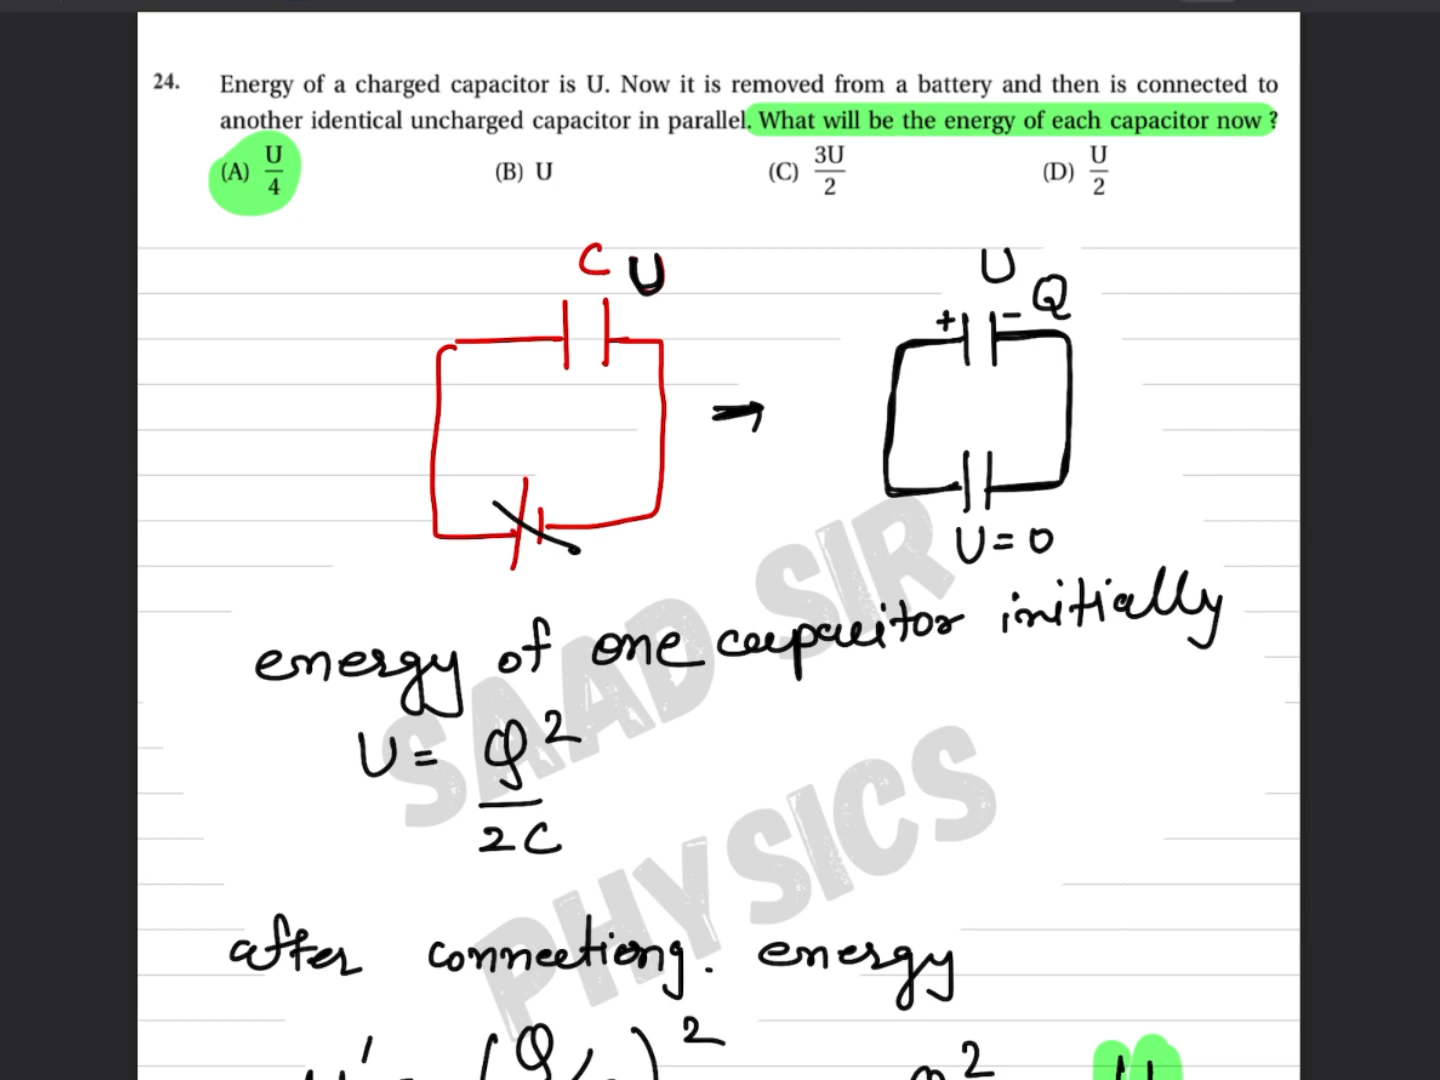 24. Energy of a charged capacitor is U. Now it is removed from a battery and then is connected to
another identical uncharged capacitor in parallel. What will be the energy of each capacitor now ?
(A) U/4 (B) U (C) 3U/2 (D) U/2
C U
U
Q
+ -
U = 0
SAAD SIR
PHYSICS
energy of one capacitor initially
U = Q²/2C
after connectiong. energy